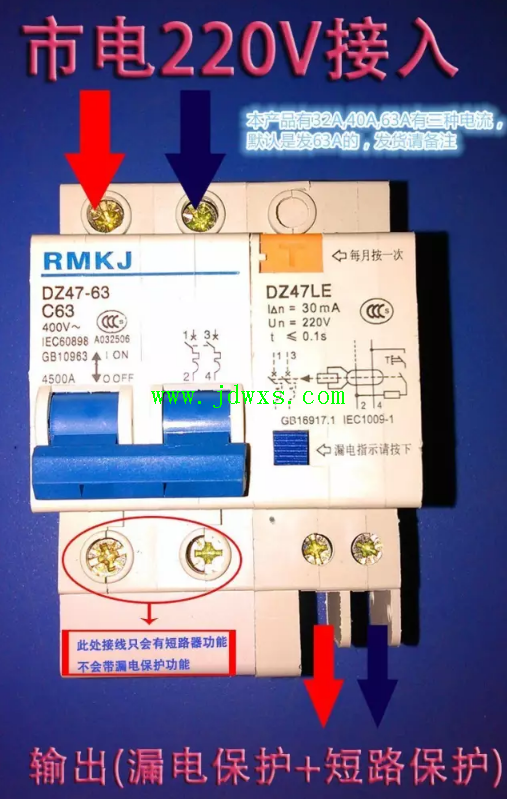 市电220V接入
本产品有32A,40A,63A有三种电流，
默认是发63A的，发货请备注
RMKJ
DZ47-63
C63
400V~
CCC
IEC60898 A032506
GB10963
I ON
4500A
O OFF
1 3
2 4
T
每月按一次
DZ47LE
IΔn = 30mA
Un = 220V
t ≤ 0.1s
CCC
1 3
T
2 4
GB16917.1 IEC1009-1
www.jdwxs.com
漏电指示请按下
此处接线只会有短路器功能
不会带漏电保护功能
输出(漏电保护+短路保护)